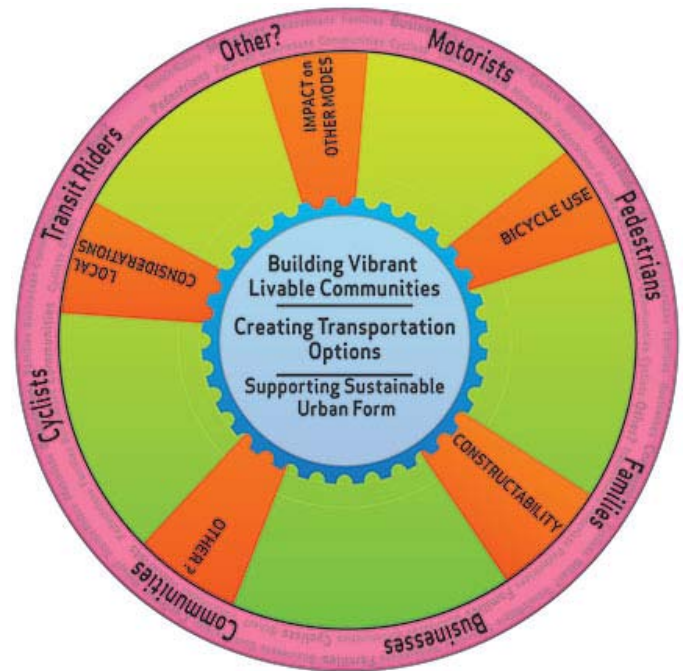 Other?
Motorists
Pedestrians
Families
Businesses
Communities
Cyclists
Transit Riders
IMPACT on
OTHER MODES
BICYCLE USE
CONSTRUCTABILITY
OTHER?
LOCAL
CONSIDERATIONS
Building Vibrant
Livable Communities
Creating Transportation
Options
Supporting Sustainable
Urban Form